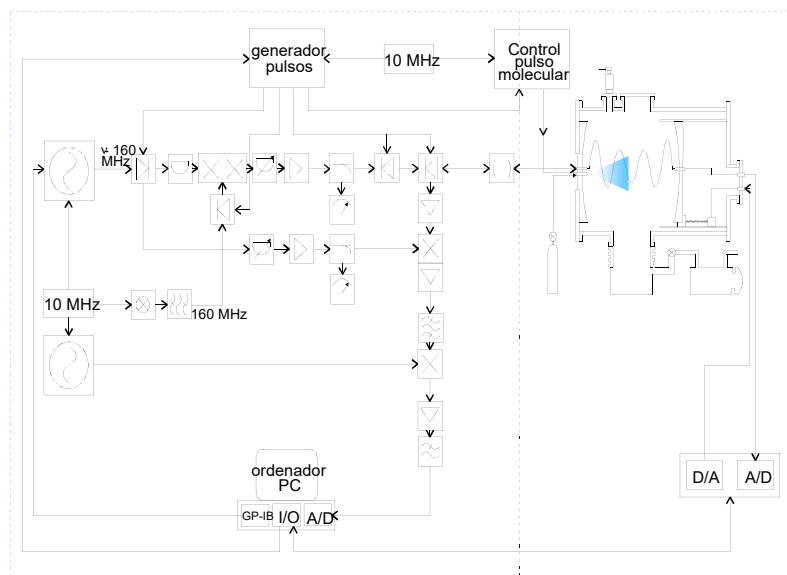 generador
pulsos
10 MHz
Control
pulso
molecular
160
MHz
10 MHz
160 MHz
ordenador
PC
GP-IB
I/O
A/D
D/A
A/D